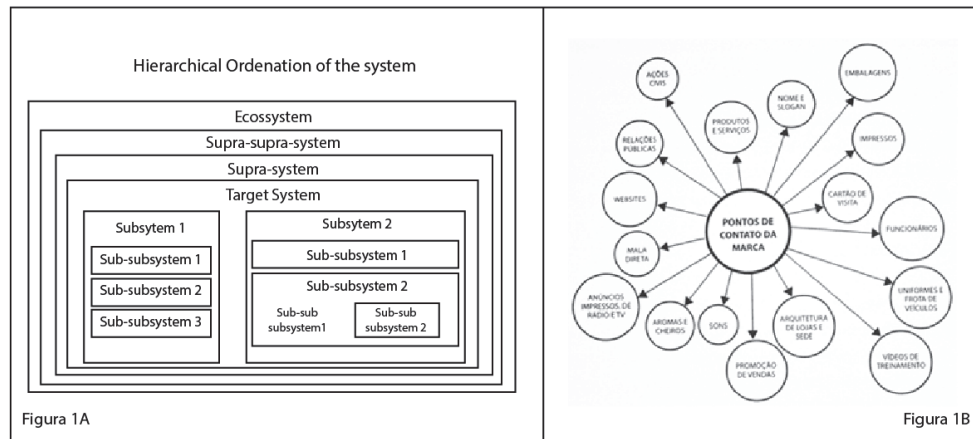 Hierarchical Ordenation of the system
Ecossystem
Supra-supra-system
Supra-system
Target System
Subsytem 1
Sub-subsystem 1
Sub-subsystem 2
Sub-subsystem 3
Subsystem 2
Sub-subsystem 1
Sub-subsystem 2
Sub-sub
subsystem1
Sub-sub
subsystem 2
Figura 1A
AÇÕES
CIVIS
NOME E
SLOGAN
EMBALAGENS
PRODUTOS
E SERVIÇOS
RELAÇÕES
PÚBLICAS
IMPRESSOS
WEBSITES
CARTÃO DE
VISITA
PONTOS DE
CONTATO DA
MARCA
FUNCIONÁRIOS
MALA
DIRETA
ANÚNCIOS
IMPRESSOS, DE
RÁDIO E TV
AROMAS E
CHEIROS
SONS
ARQUITETURA
DE LOJAS E
SEDE
UNIFORMES E
FROTA DE
VEÍCULOS
PROMOÇÃO
DE VENDAS
VÍDEOS DE
TREINAMENTO
Figura 1B